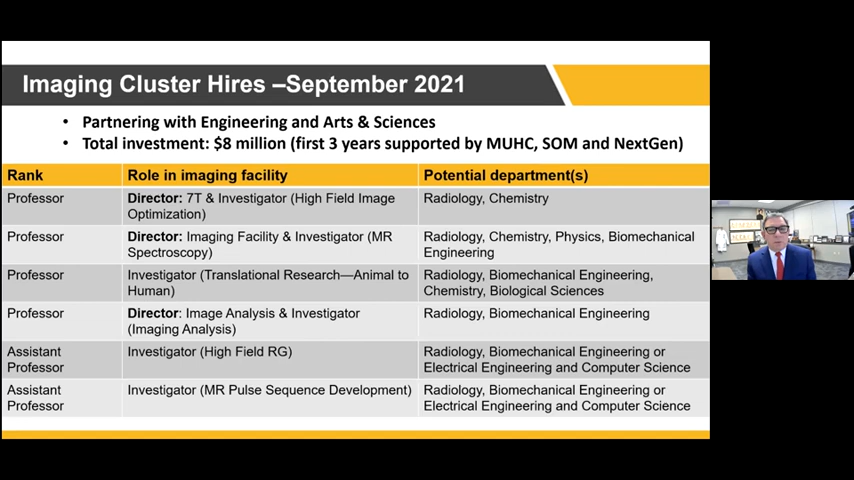 Imaging Cluster Hires –September 2021
• Partnering with Engineering and Arts & Sciences
• Total investment: $8 million (first 3 years supported by MUHC, SOM and NextGen)
Rank Role in imaging facility Potential department(s)
Professor Director: 7T & Investigator (High Field Image Radiology, Chemistry
Optimization)
Professor Director: Imaging Facility & Investigator (MR Radiology, Chemistry, Physics, Biomechanical
Spectroscopy) Engineering
Professor Investigator (Translational Research—Animal to Radiology, Biomechanical Engineering,
Human) Chemistry, Biological Sciences
Professor Director: Image Analysis & Investigator Radiology, Biomechanical Engineering
(Imaging Analysis)
Assistant Investigator (High Field RG) Radiology, Biomechanical Engineering or
Professor Electrical Engineering and Computer Science
Assistant Investigator (MR Pulse Sequence Development) Radiology, Biomechanical Engineering or
Professor Electrical Engineering and Computer Science